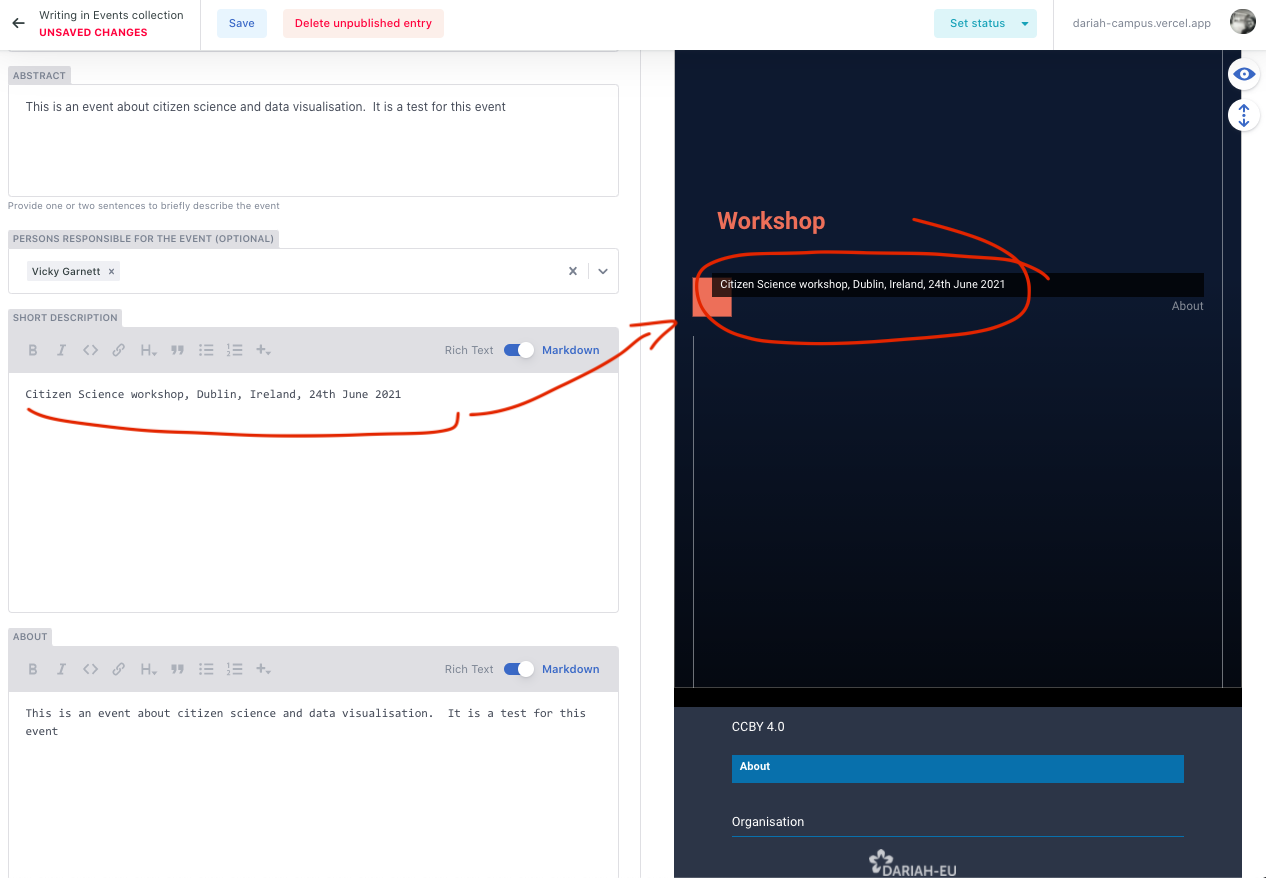 Writing in Events collection
UNSAVED CHANGES
Save
Delete unpublished entry
Set status
dariah-campus.vercel.app
ABSTRACT
This is an event about citizen science and data visualisation.  It is a test for this event
Provide one or two sentences to briefly describe the event
PERSONS RESPONSIBLE FOR THE EVENT (OPTIONAL)
Vicky Garnett ×
SHORT DESCRIPTION
Rich Text
Markdown
Citizen Science workshop, Dublin, Ireland, 24th June 2021
ABOUT
Rich Text
Markdown
This is an event about citizen science and data visualisation.  It is a test for this
event
Workshop
Citizen Science workshop, Dublin, Ireland, 24th June 2021
About
CCBY 4.0
About
Organisation
DARIAH-EU